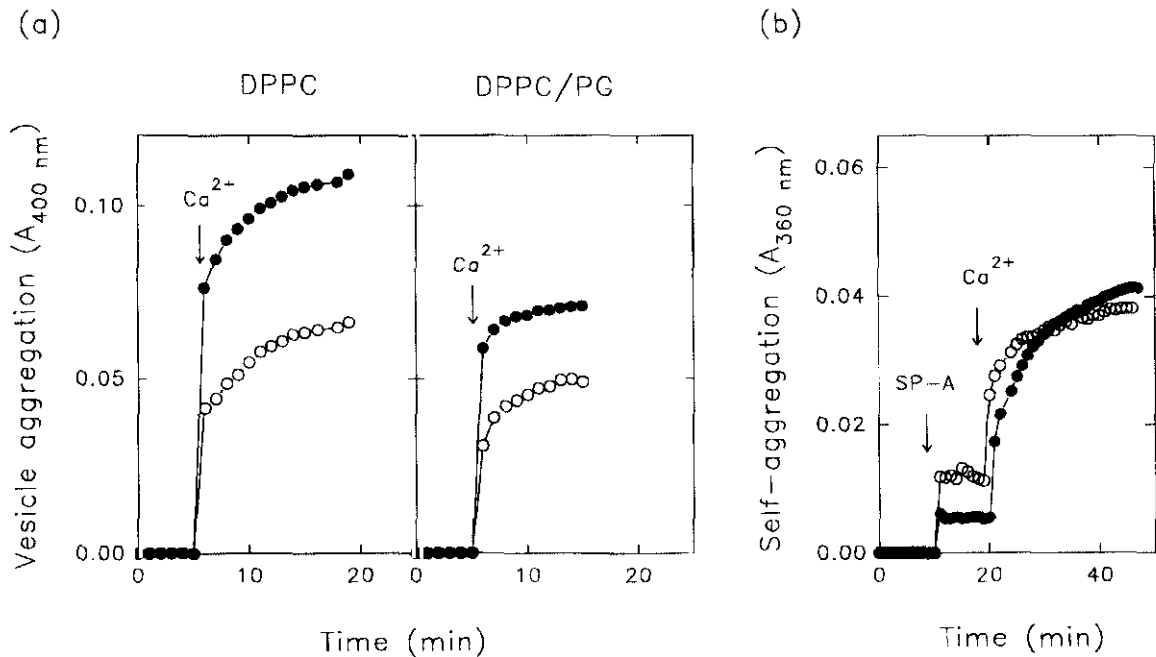 (a)
(b)
DPPC
DPPC/PG
Vesicle aggregation (A400 nm)
0.10
0.05
0.00
Ca2+
Ca2+
0
10
20
0
10
20
Time (min)
Self-aggregation (A360 nm)
0.06
0.04
0.02
0.00
SP-A
Ca2+
0
20
40
Time (min)